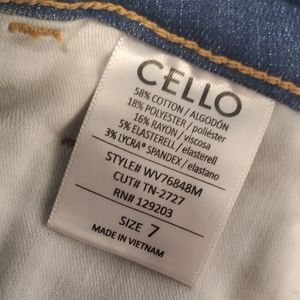 CELLO
58% COTTON / ALGODÓN
18% POLYESTER / poliéster
16% RAYON / viscosa
5% ELASTERELL / elasterell
3% LYCRA® SPANDEX / elastano
STYLE# WV76848M
CUT# TN-2727
RN# 129203
SIZE 7
MADE IN VIETNAM